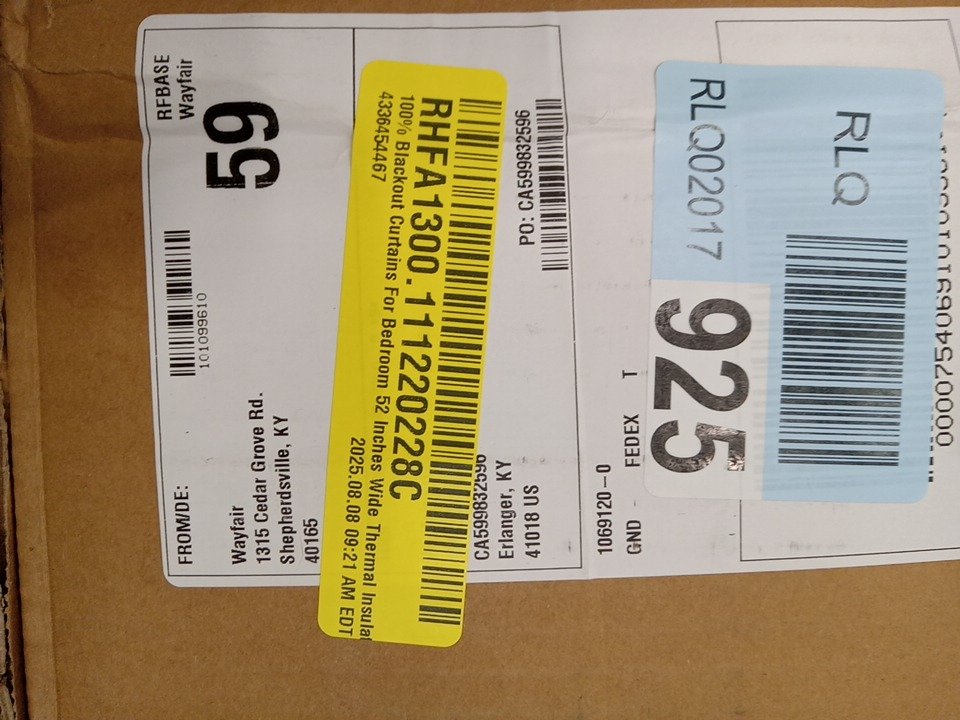 RFBASE
Wayfair
59
101099610
FROM/DE:
Wayfair
1315 Cedar Grove Rd.
Shepherdsville, KY
40165
RHFA1300.11220228C
100% Blackout Curtains For Bedroom 52 Inches Wide Thermal Insula
4336454467
2025.08.08 09:21 AM EDT
PO: CA599832596
CA599832596
Erlanger, KY
41018 US
1069120-0
GND - FEDEX T
RLQ
RLQ02017
925